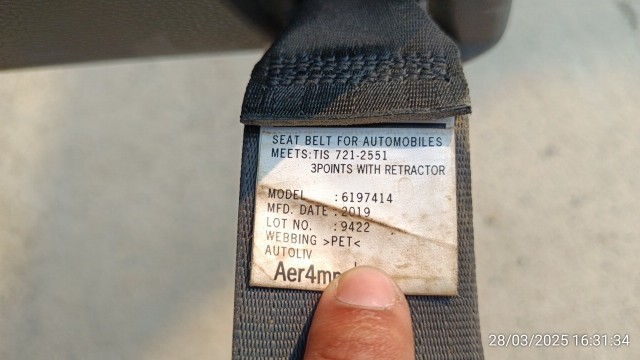 SEAT BELT FOR AUTOMOBILES
MEETS:TIS 721-2551
3POINTS WITH RETRACTOR
MODEL :6197414
MFD. DATE :2019
LOT NO. :9422
WEBBING >PET<
AUTOLIV
28/03/2025 16:31:34